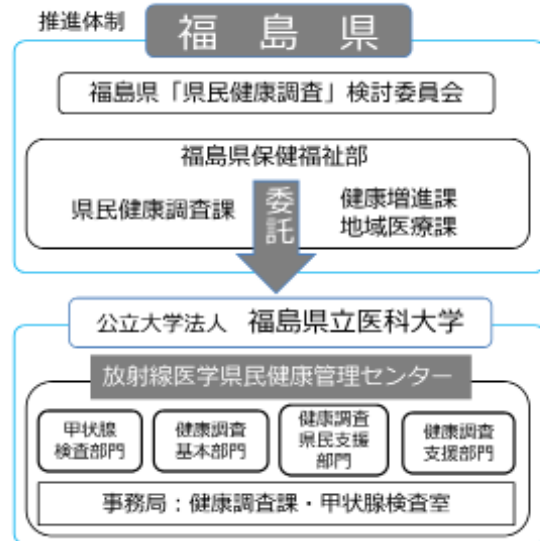 推進体制
福島県
福島県「県民健康調査」検討委員会
福島県保健福祉部
県民健康調査課
委託
健康増進課
地域医療課
公立大学法人 福島県立医科大学
放射線医学県民健康管理センター
甲状腺
検査部門
健康調査
基本部門
健康調査
県民支援
部門
健康調査
支援部門
事務局：健康調査課・甲状腺検査室